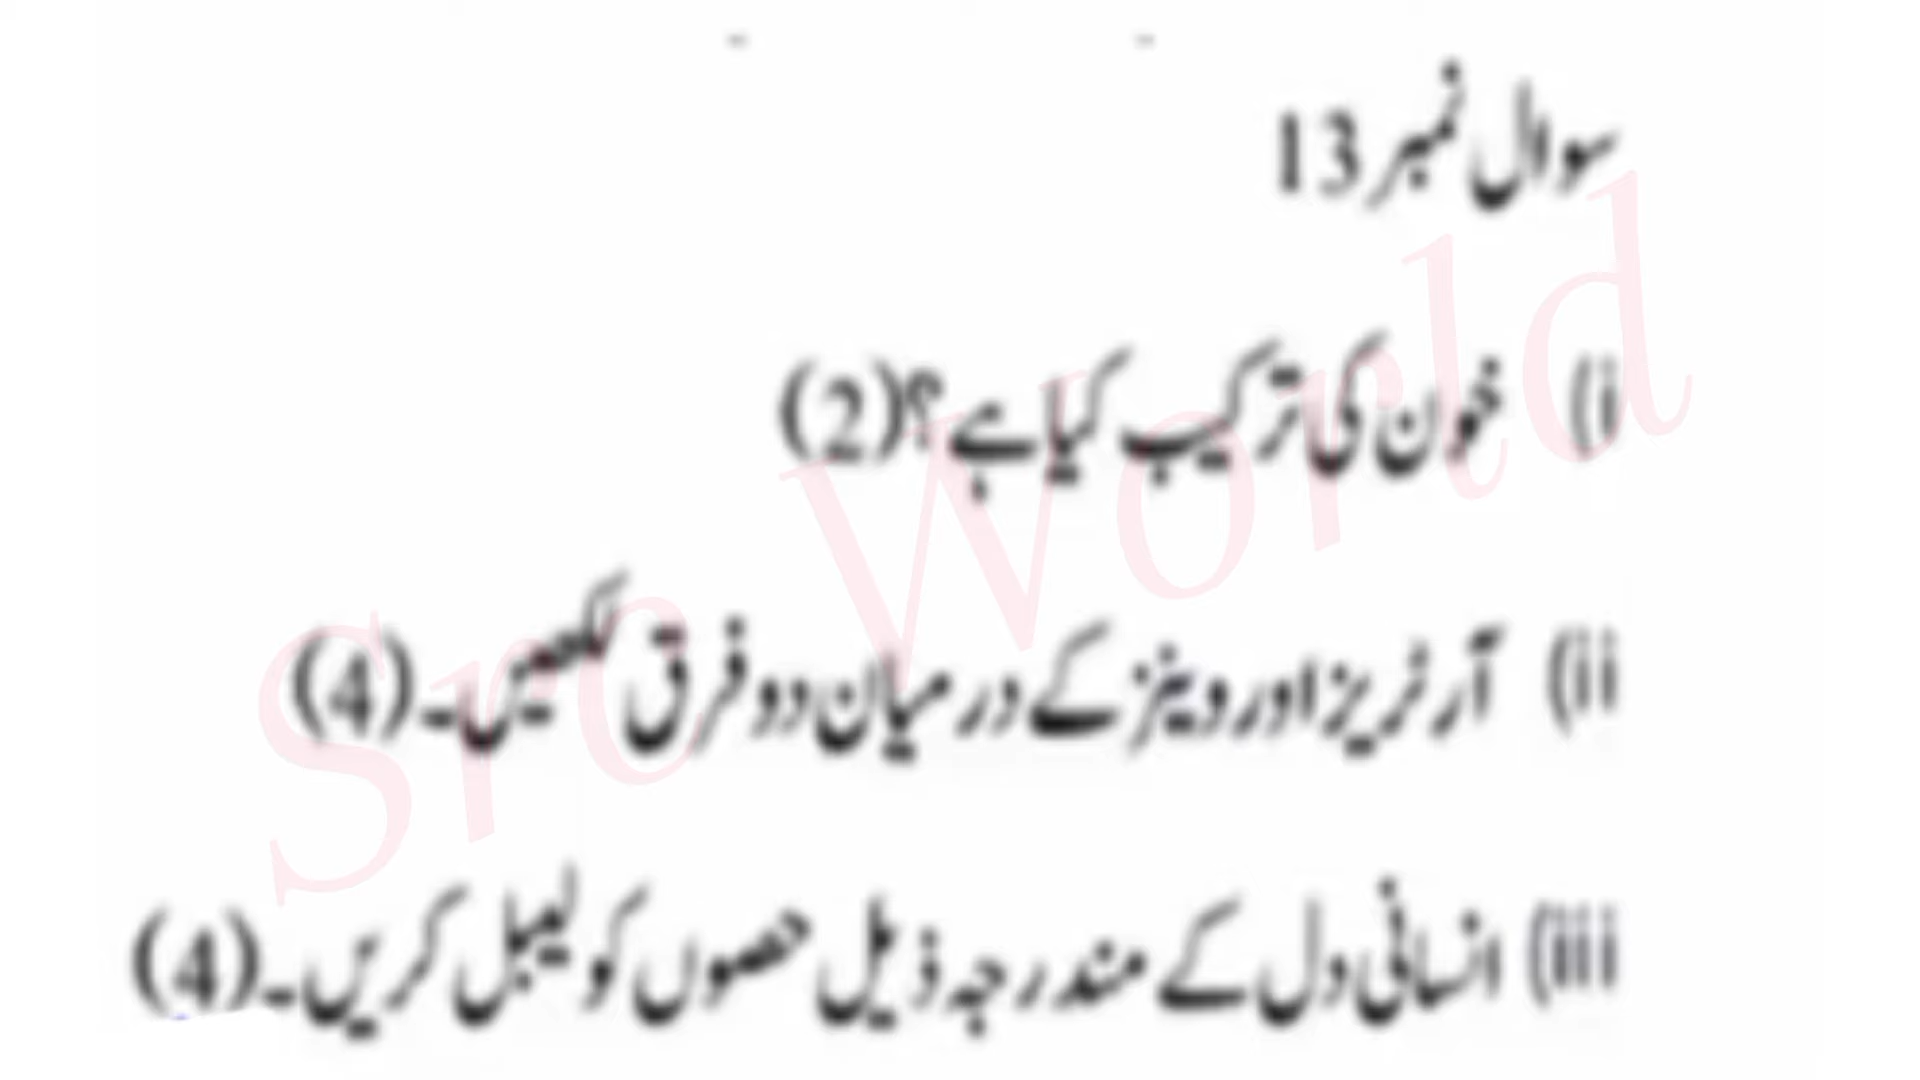 سوال نمبر 13
(i خون کی ترکیب کیا ہے؟ (2)
(ii آرٹریز اور وینز کے درمیان دو فرق لکھیں۔ (4)
(iii انسانی دل کے مندرجہ ذیل حصوں کو لیبل کریں۔ (4)
Src World